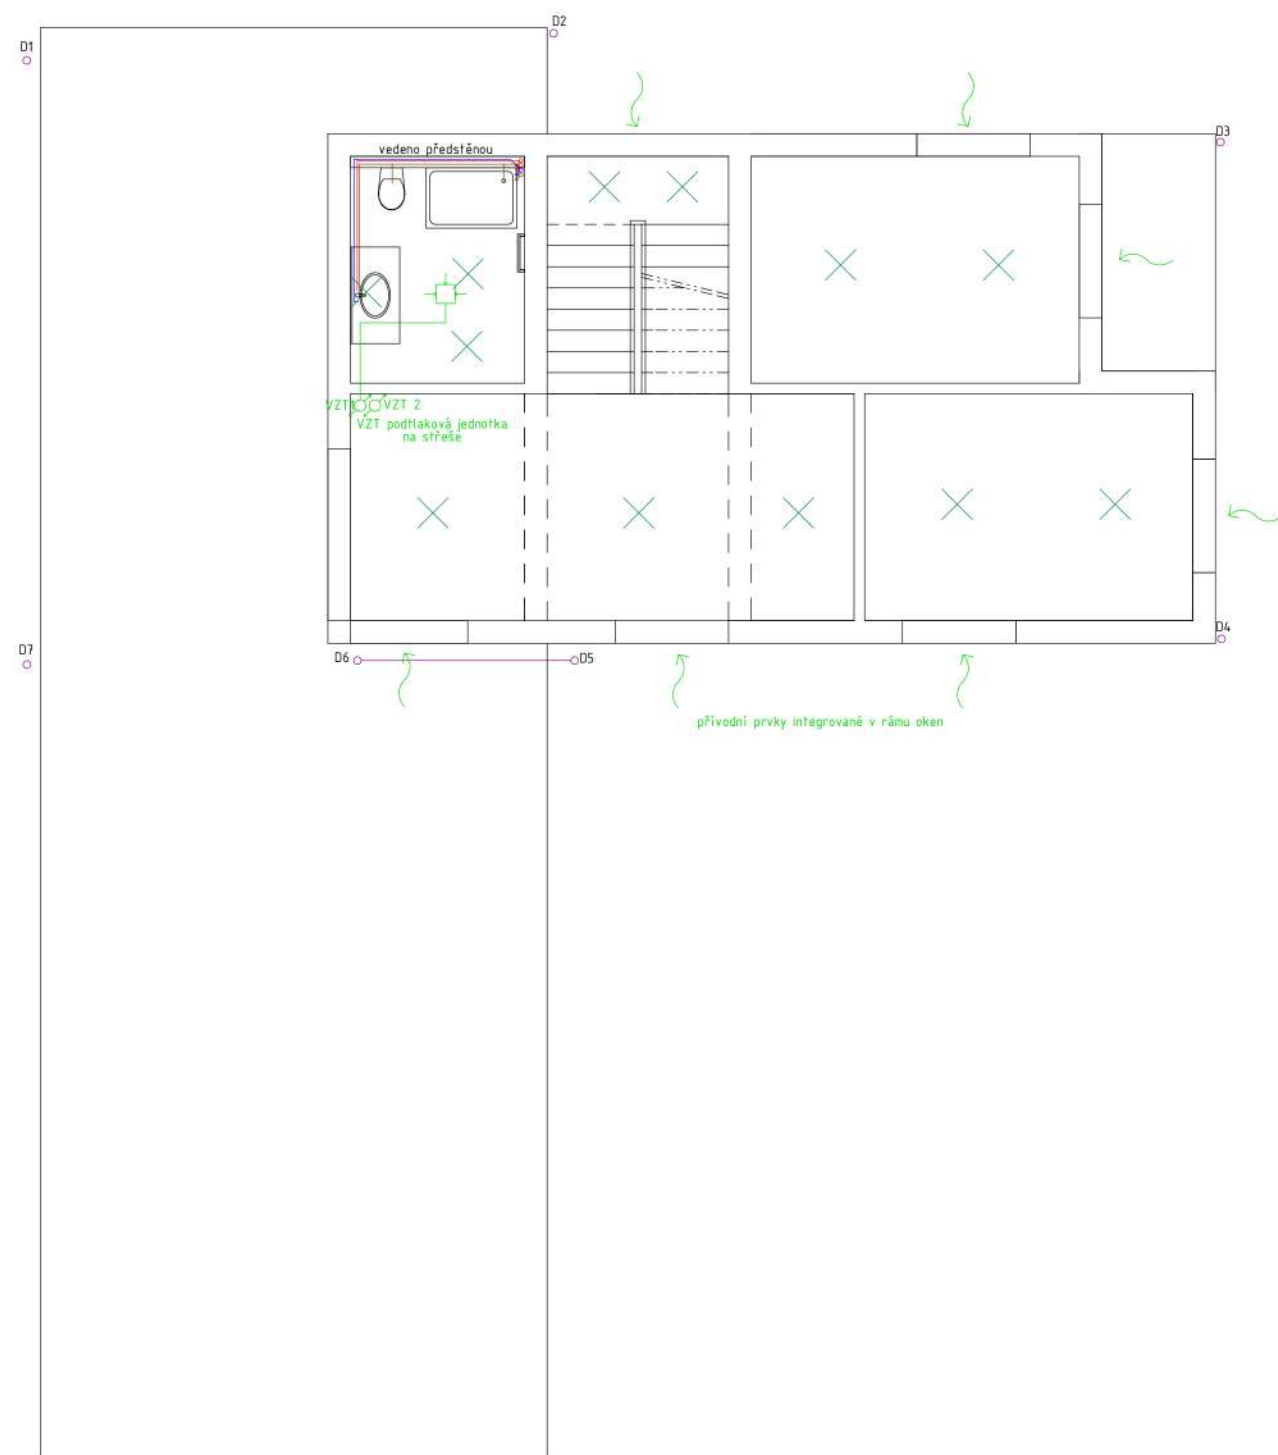 D2
D1
D3
vedeno předstěnou
VZT
VZT 2
VZT podtlaková jednotka
na střeše
D4
D7
D6
D5
přívodní prvky integrované v rámu oken